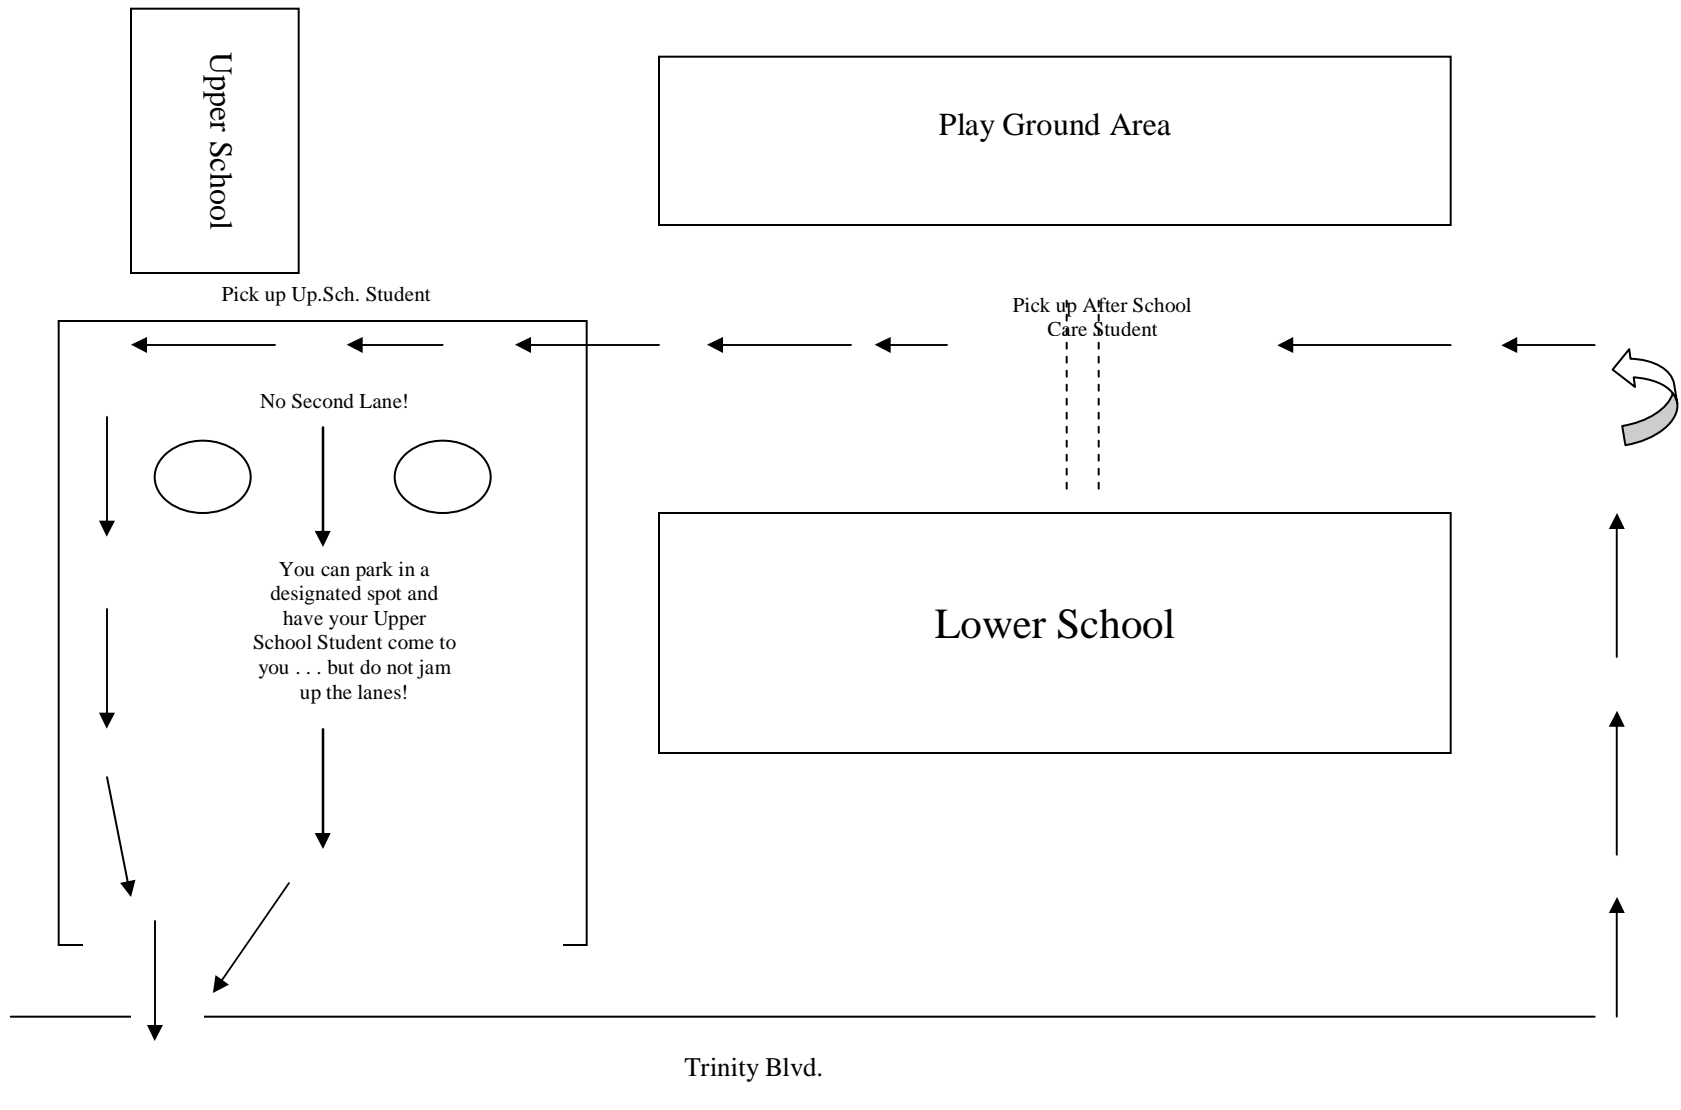 Upper School
Play Ground Area
Pick up Up.Sch. Student
Pick up After School
Care Student
No Second Lane!
You can park in a
designated spot and
have your Upper
School Student come to
you . . . but do not jam
up the lanes!
Lower School
Trinity Blvd.